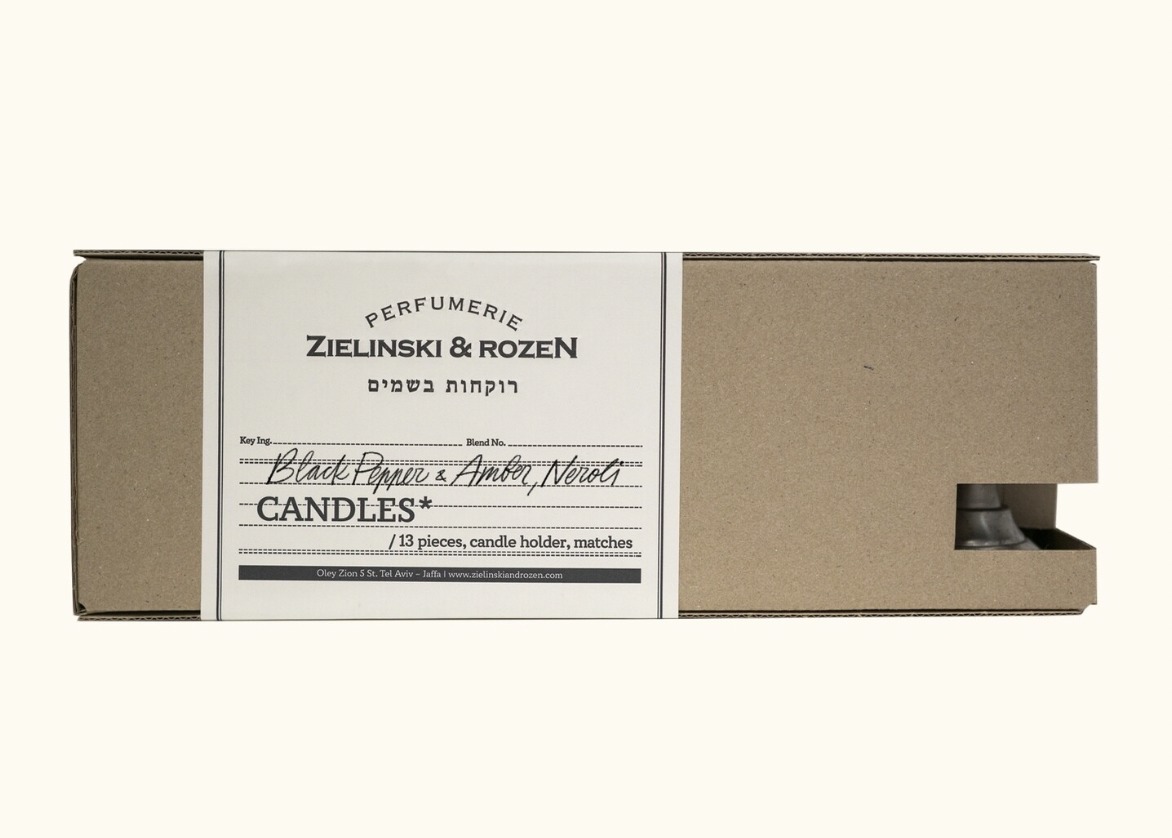 PERFUMERIE
ZIELINSKI & ROZEN
רוקחות בשמים
Key Ing. Blend No.
Black Pepper & Amber, Neroli
CANDLES*
/ 13 pieces, candle holder, matches
Oley Zion 5 St. Tel Aviv – Jaffa | www.zielinskiandrozen.com